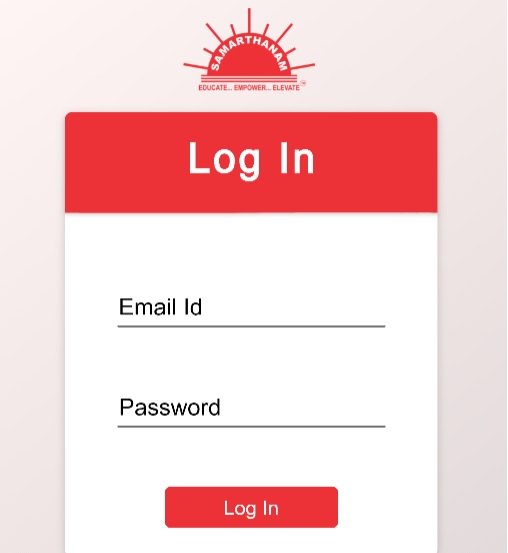 SAMARTHANAM
EDUCATE... EMPOWER... ELEVATE
Log In
Email Id
Password
Log In